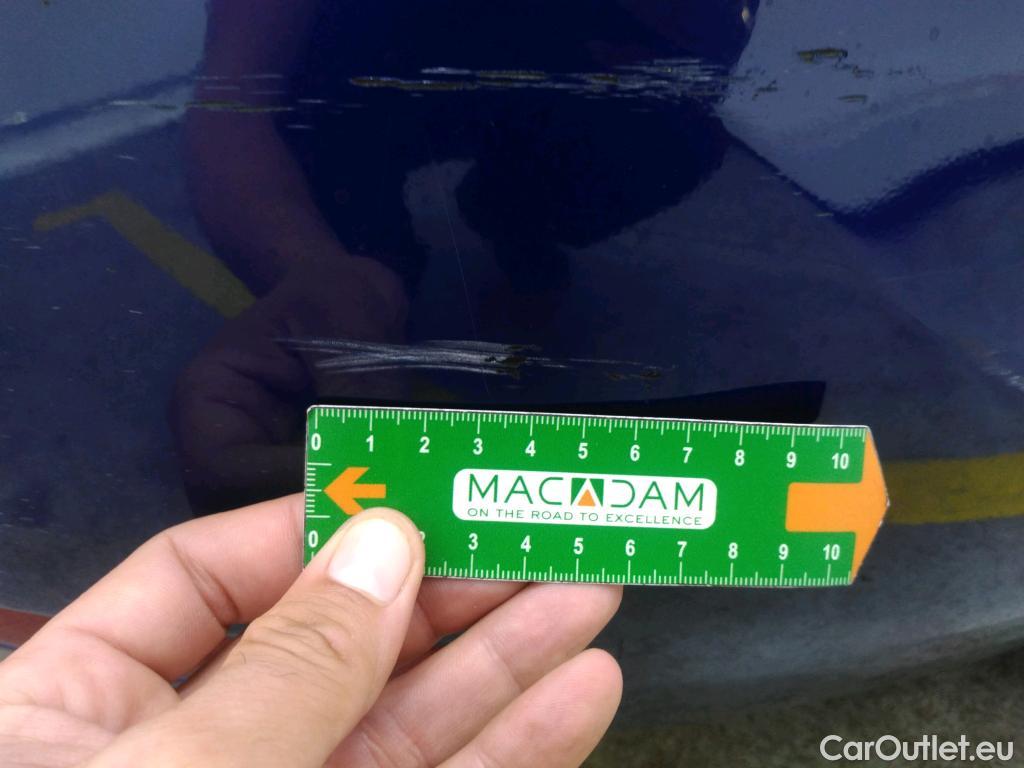 0 1 2 3 4 5 6 7 8 9 10
MACADAM
ON THE ROAD TO EXCELLENCE
0 2 3 4 5 6 7 8 9 10
CarOutlet.eu